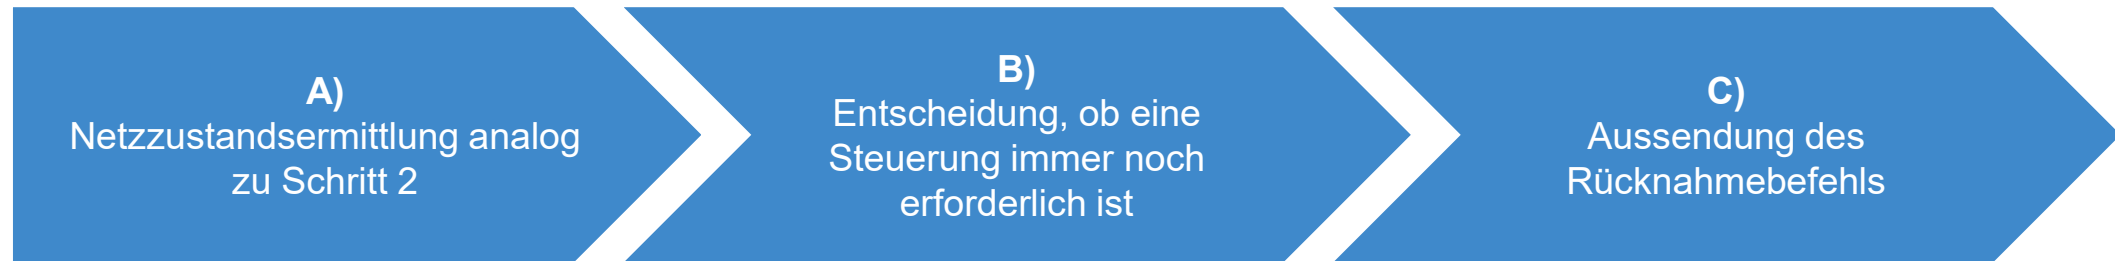 A)
Netzzustandsermittlung analog
zu Schritt 2
B)
Entscheidung, ob eine
Steuerung immer noch
erforderlich ist
C)
Aussendung des
Rücknahmebefehls